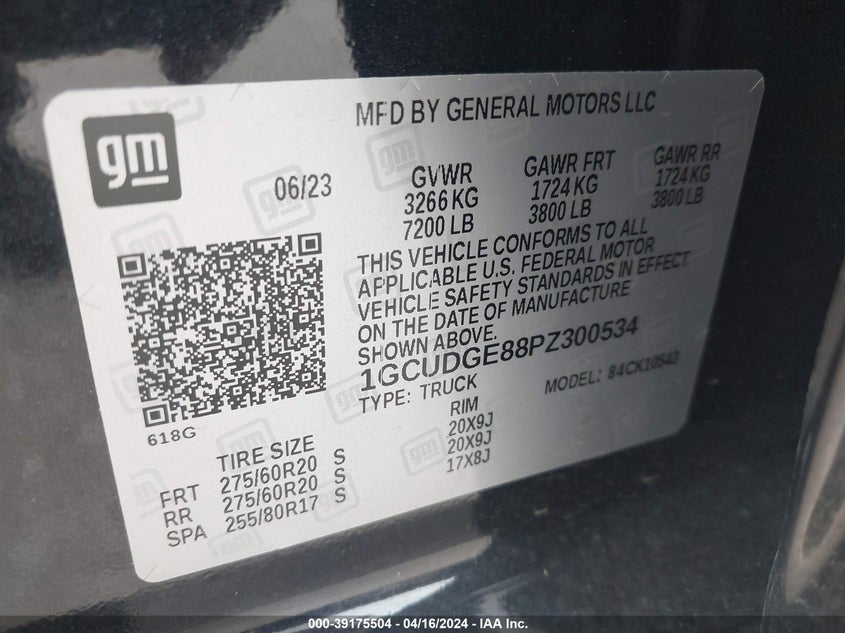 MFD BY GENERAL MOTORS LLC
gm
06/23
GVWR GAWR FRT GAWR RR
3266 KG 1724 KG 1724 KG
7200 LB 3800 LB 3800 LB
THIS VEHICLE CONFORMS TO ALL
APPLICABLE U.S. FEDERAL MOTOR
VEHICLE SAFETY STANDARDS IN EFFECT
ON THE DATE OF MANUFACTURE
SHOWN ABOVE.
1GCUDGE88PZ300534
TYPE: TRUCK MODEL: 84CK10543
618G
TIRE SIZE RIM
FRT 275/60R20 S 20X9J
RR 275/60R20 S 20X9J
SPA 255/80R17 S 17X8J
000-39175504 - 04/16/2024 - IAA Inc.